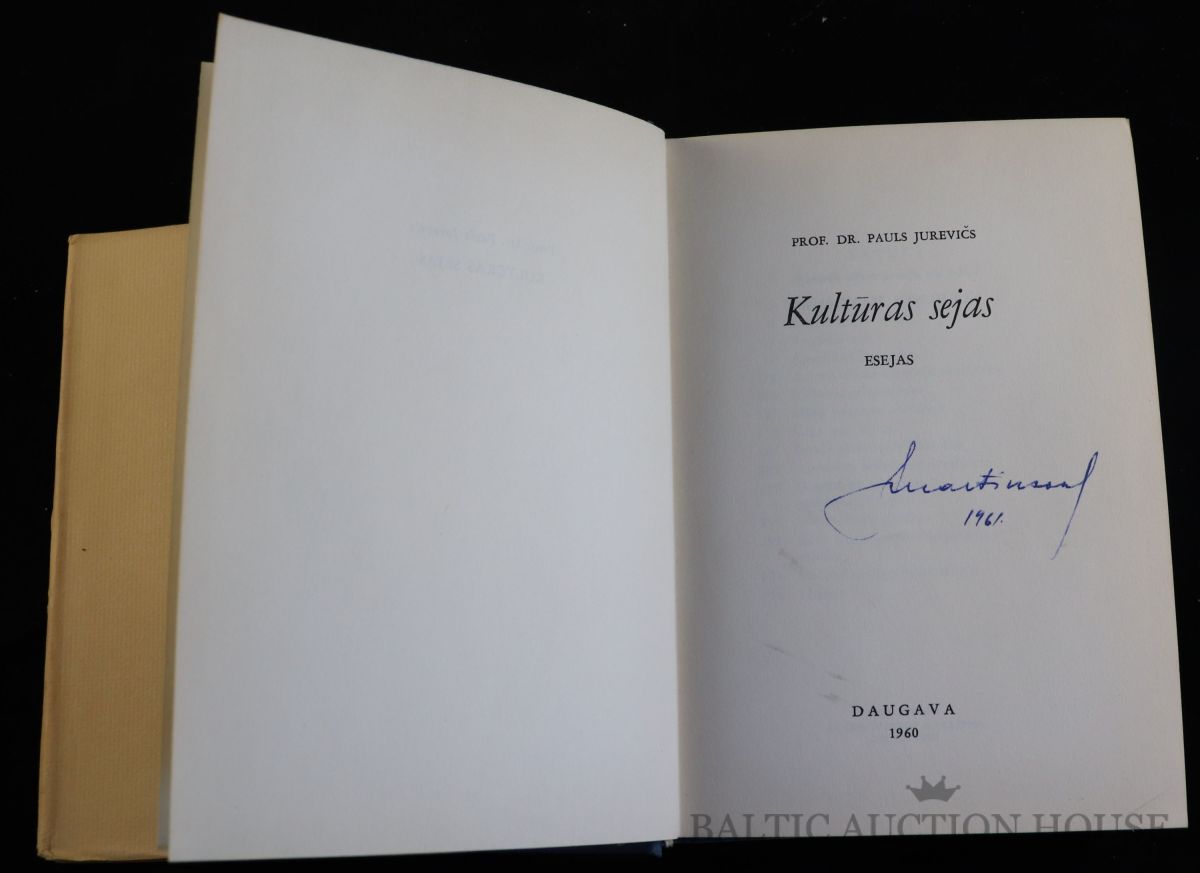 PROF. DR. PAULS JUREVIČS
Kultūras sejas
ESEJAS
1961.
DAUGAVA
1960
BALTIC AUCTION HOUSE